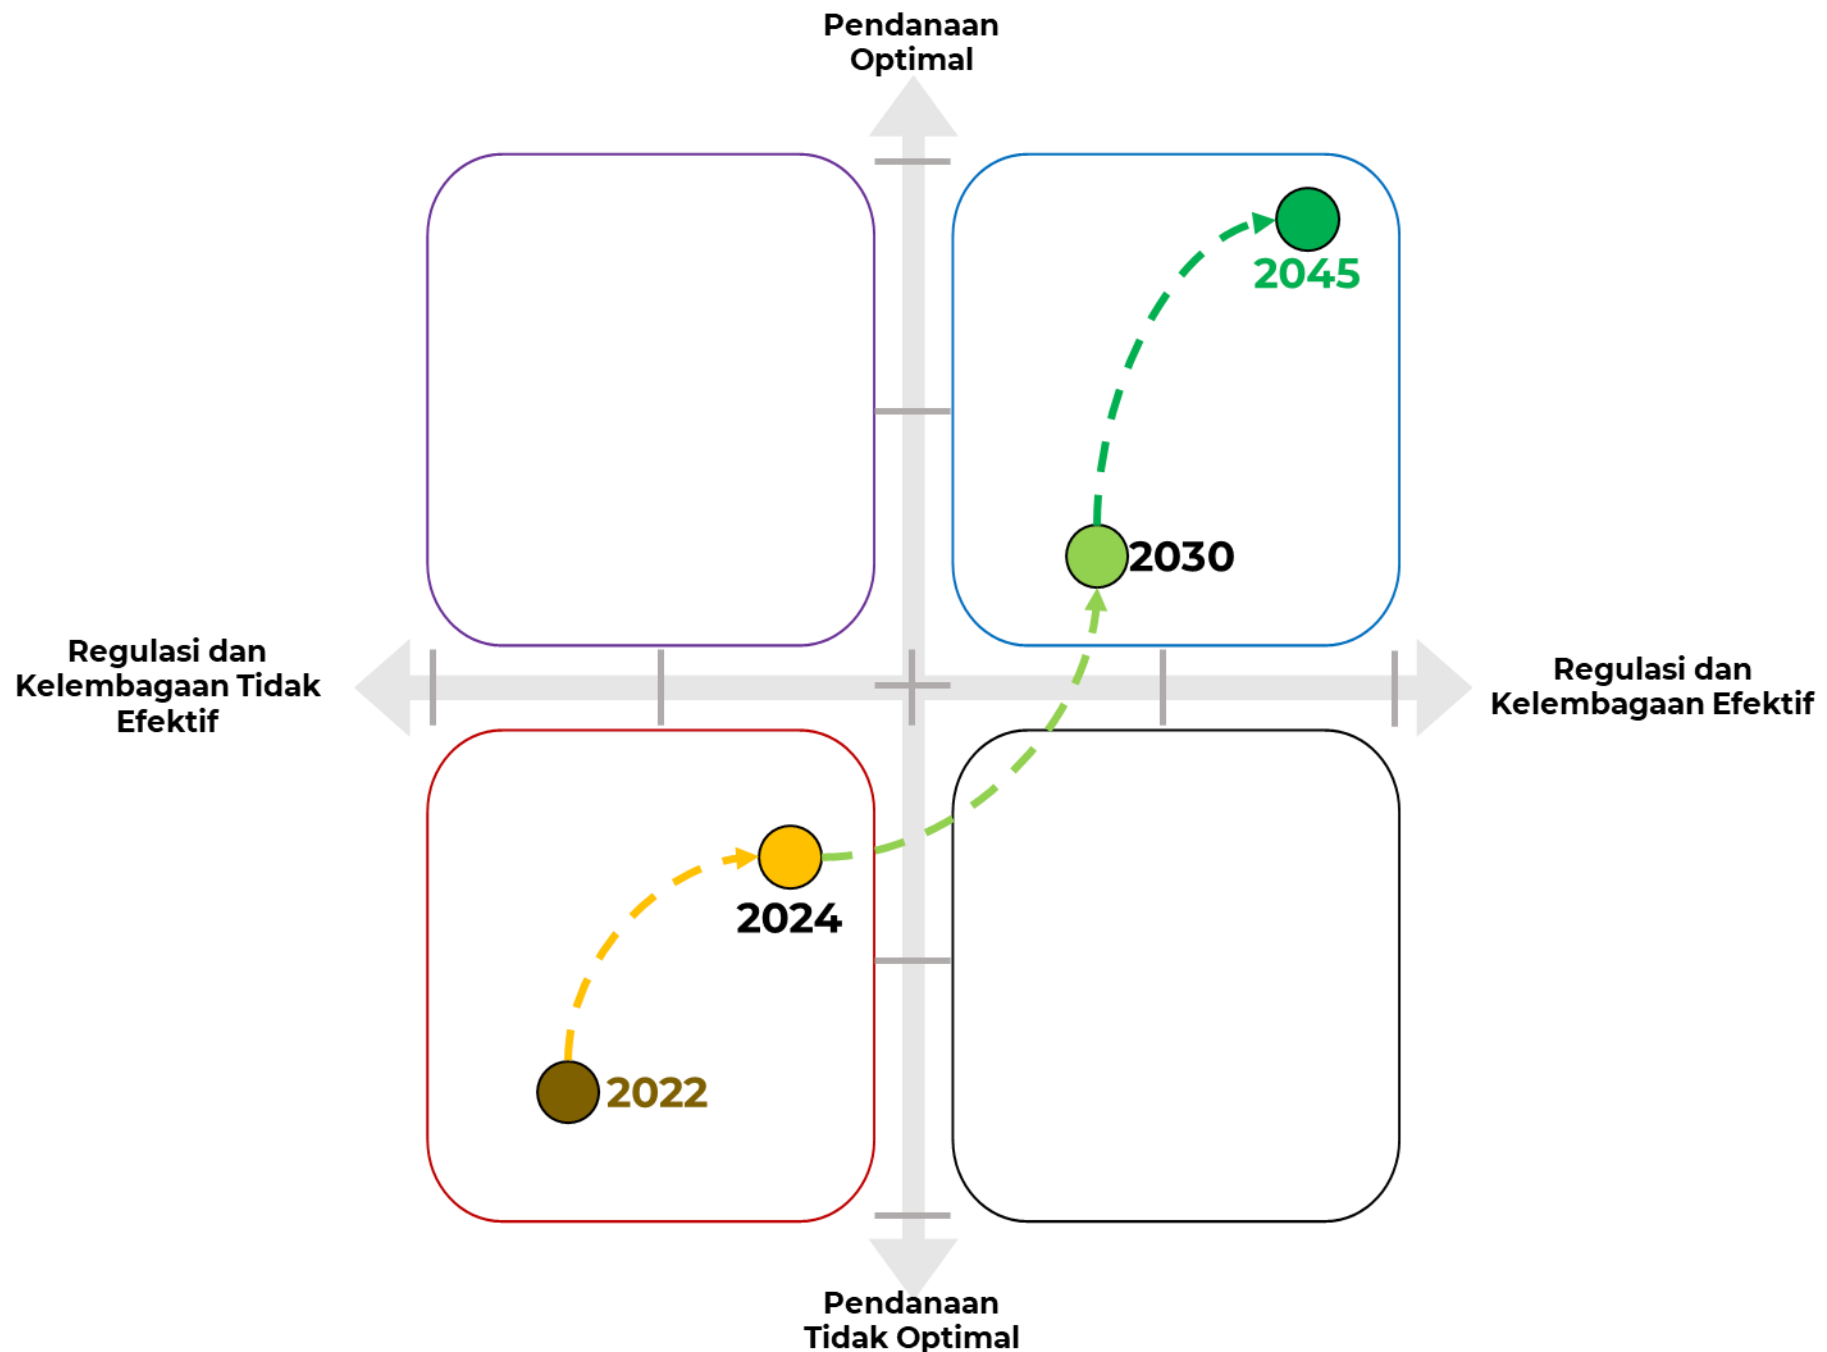 Pendanaan
Optimal
2045
2030
Regulasi dan
Kelembagaan Tidak
Efektif
Regulasi dan
Kelembagaan Efektif
2024
2022
Pendanaan
Tidak Optimal